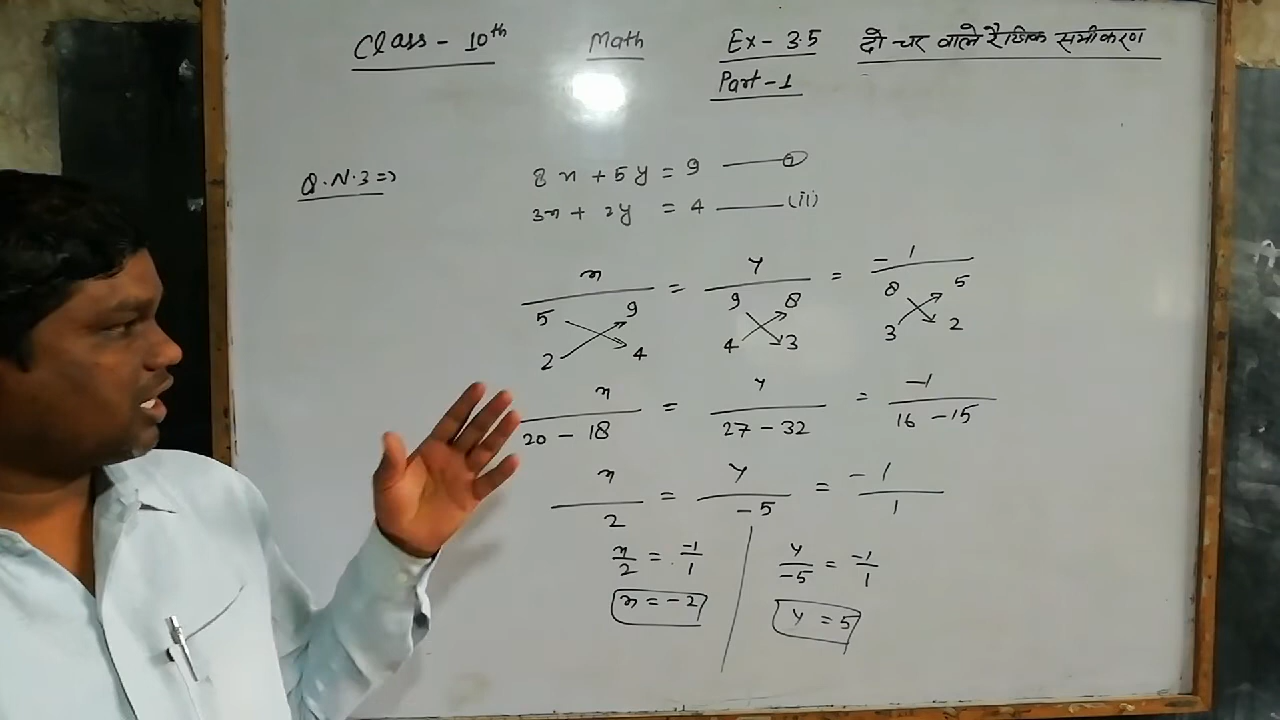 Class - 10th Math Ex - 3.5 दो चर वाले रैखिक समीकरण
Part - 1
Q.N.3 =>
8x + 5y = 9 —— (i)
3x + 2y = 4 —— (ii)
x/ = y/ = -1/
5 9 9 8 8 5
2 4 4 3 3 2
x/(20 - 18) = y/(27 - 32) = -1/(16 - 15)
x/2 = y/-5 = -1/1
x/2 = -1/1 y/-5 = -1/1
x = -2 y = 5